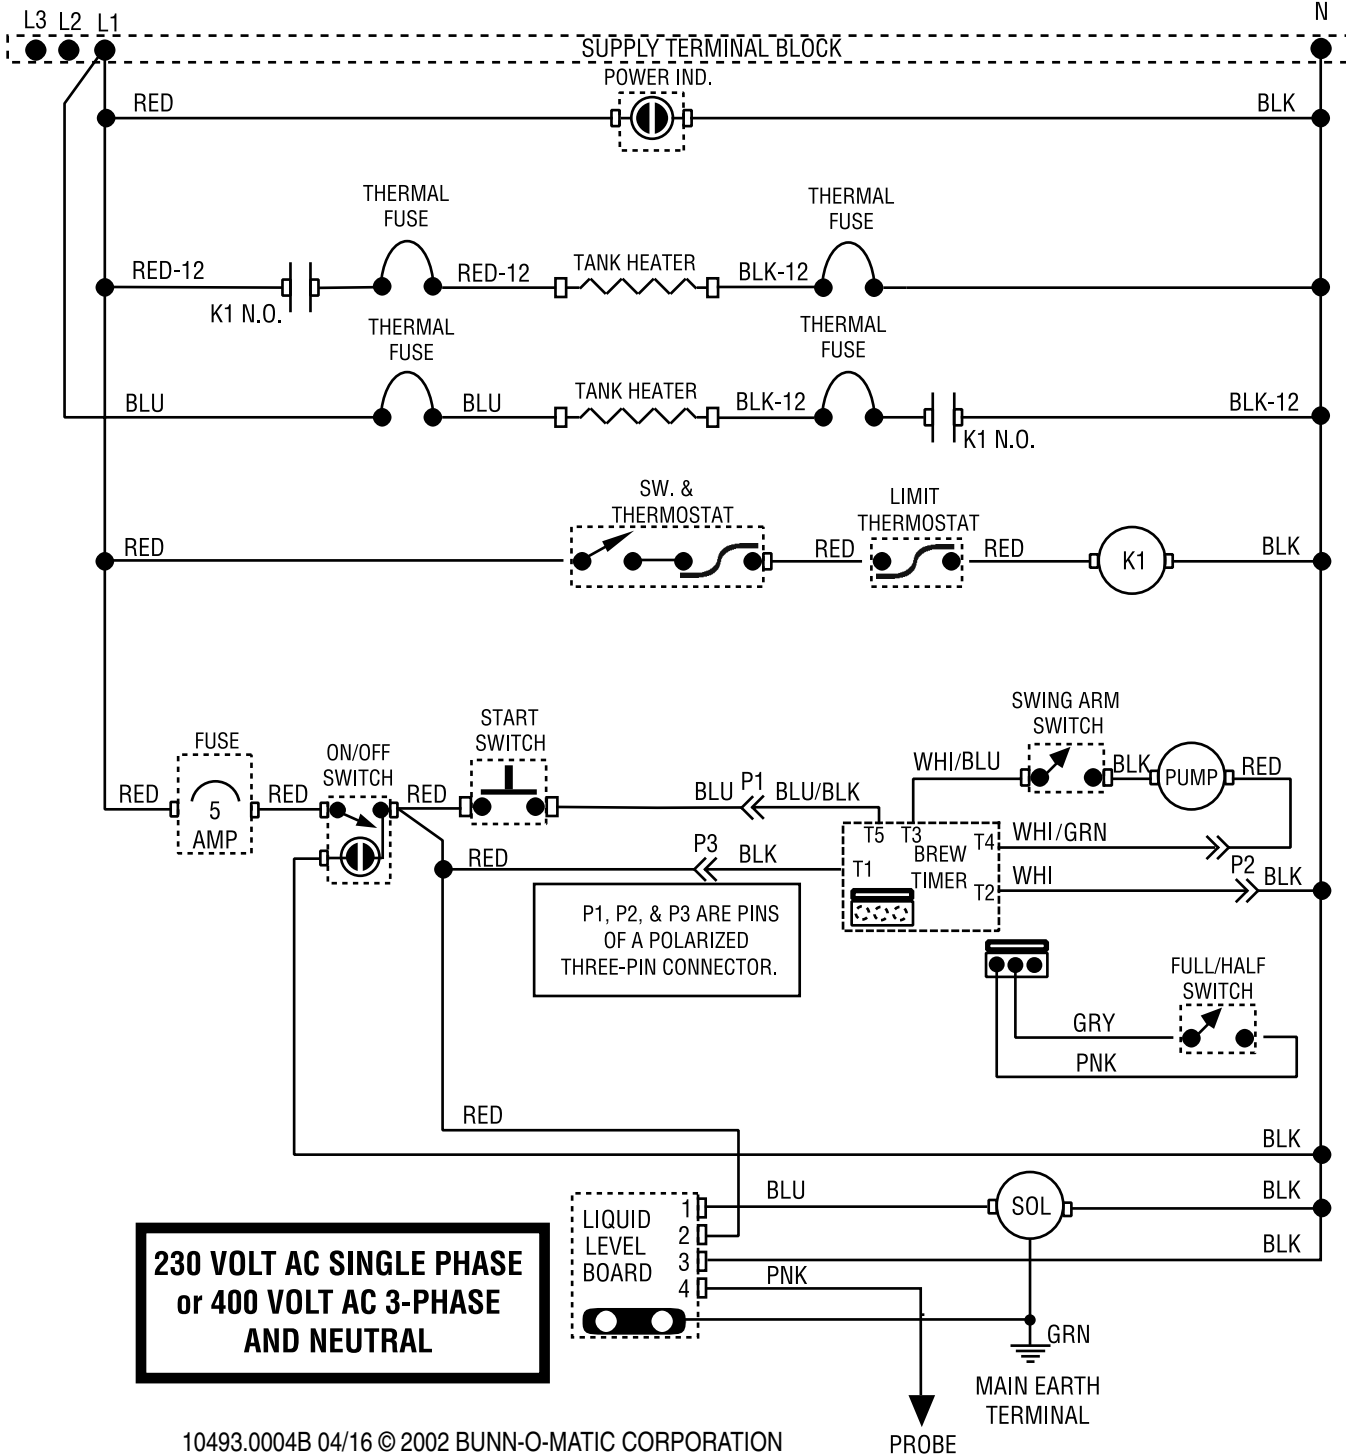 L3 L2 L1 N
SUPPLY TERMINAL BLOCK
POWER IND.
RED BLK
THERMAL
FUSE
THERMAL
FUSE
RED-12 K1 N.O. RED-12 TANK HEATER BLK-12
THERMAL
FUSE
THERMAL
FUSE
BLU BLU TANK HEATER BLK-12 K1 N.O. BLK-12
SW. &
THERMOSTAT
LIMIT
THERMOSTAT
RED RED RED K1 BLK
FUSE
5
AMP
ON/OFF
SWITCH
START
SWITCH
SWING ARM
SWITCH
RED RED RED
BLU P1 BLU/BLK
WHI/BLU BLK PUMP RED
RED P3 BLK
T5 T3 T4
T1 T2
BREW
TIMER
WHI/GRN
WHI P2 BLK
P1, P2, & P3 ARE PINS
OF A POLARIZED
THREE-PIN CONNECTOR.
FULL/HALF
SWITCH
GRY
PNK
RED
BLK
LIQUID
LEVEL
BOARD
1
2
3
4
BLU SOL BLK
BLK
PNK
GRN
MAIN EARTH
TERMINAL
PROBE
230 VOLT AC SINGLE PHASE
or 400 VOLT AC 3-PHASE
AND NEUTRAL
10493.0004B 04/16 © 2002 BUNN-O-MATIC CORPORATION